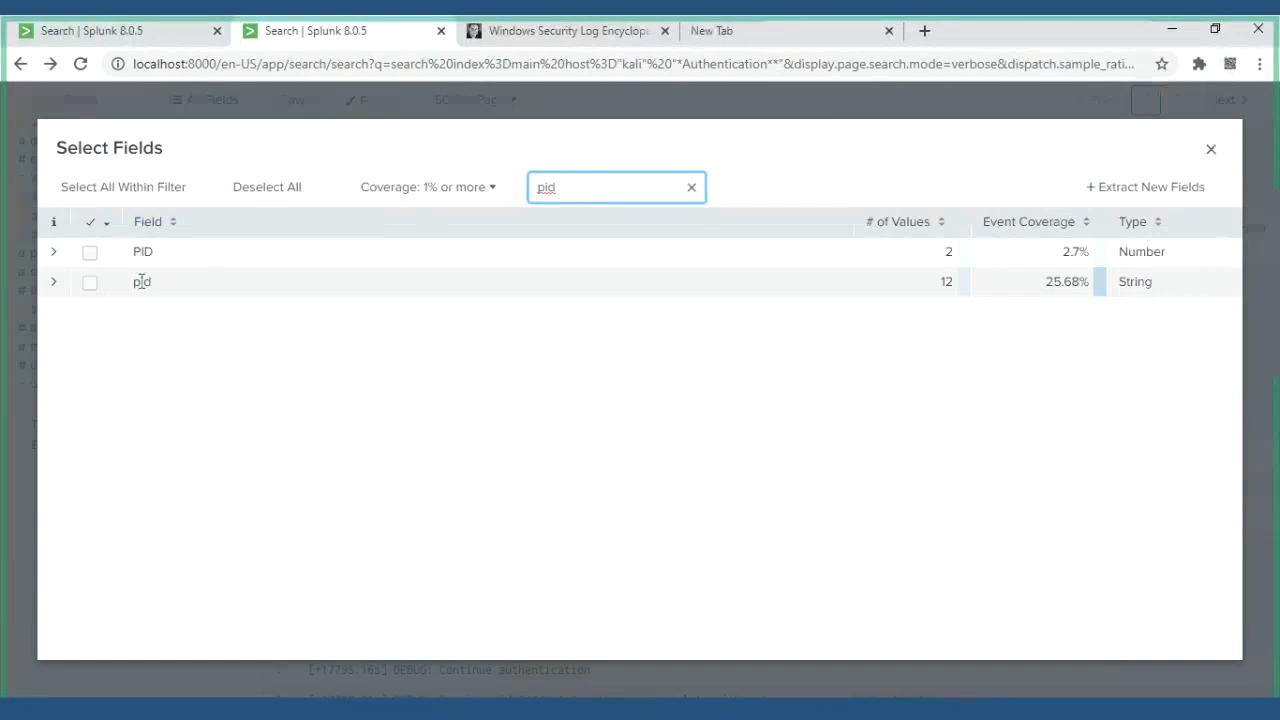 Search | Splunk 8.0.5
Search | Splunk 8.0.5
Windows Security Log Encyclope
New Tab
localhost:8000/en-US/app/search/search?q=search%20index%3Dmain%20host%3D"kali"%20"*Authentication**"&display.page.search.mode=verbose&dispatch.sample_rati...
Select Fields
Select All Within Filter Deselect All Coverage: 1% or more pid + Extract New Fields
i Field # of Values Event Coverage Type
PID 2 2.7% Number
pid 12 25.68% String
[+17795.16s] DEBUG: Continue authentication